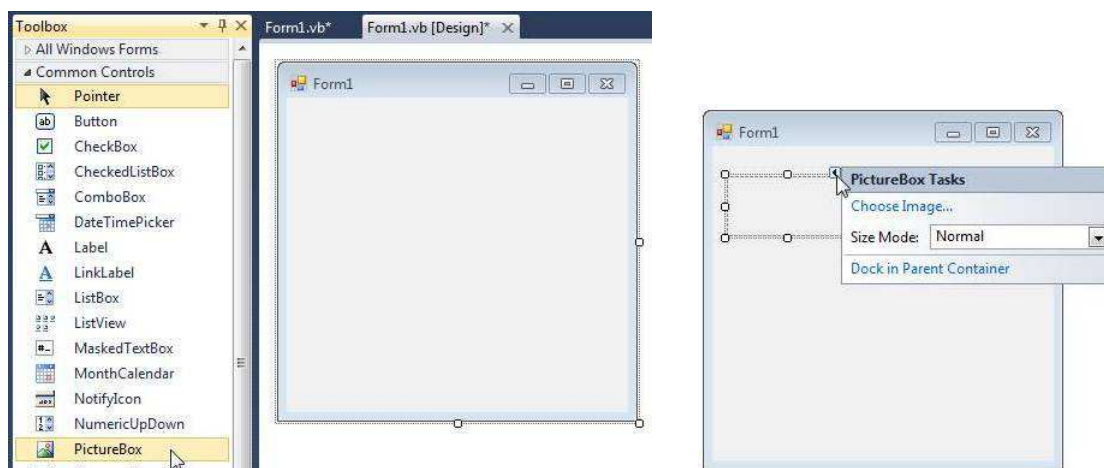 Toolbox
Form1.vb*
Form1.vb [Design]*
All Windows Forms
Common Controls
Pointer
Button
CheckBox
CheckedListBox
ComboBox
DateTimePicker
Label
LinkLabel
ListBox
ListView
MaskedTextBox
MonthCalendar
NotifyIcon
NumericUpDown
PictureBox
Form1
Form1
PictureBox Tasks
Choose Image...
Size Mode: Normal
Dock in Parent Container